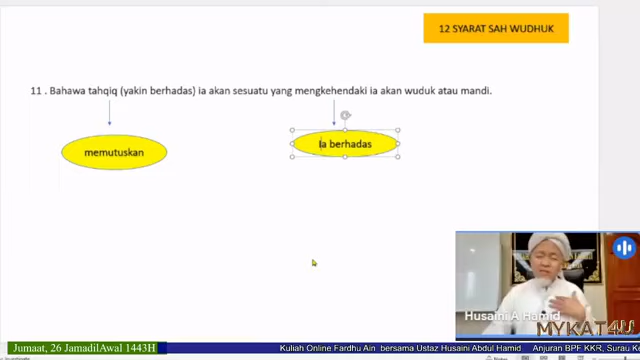 12 SYARAT SAH WUDHUK
11 . Bahawa tahqiq (yakin berhadas) ia akan sesuatu yang mengkehendaki ia akan wuduk atau mandi.
memutuskan
Ia berhadas
Husaini A Hamid
MYKAT4U
Jumaat, 26 JamadilAwal 1443H
Kuliah Online Fardhu Ain bersama Ustaz Husaini Abdul Hamid
Anjuran BPF KKR, Surau Ke